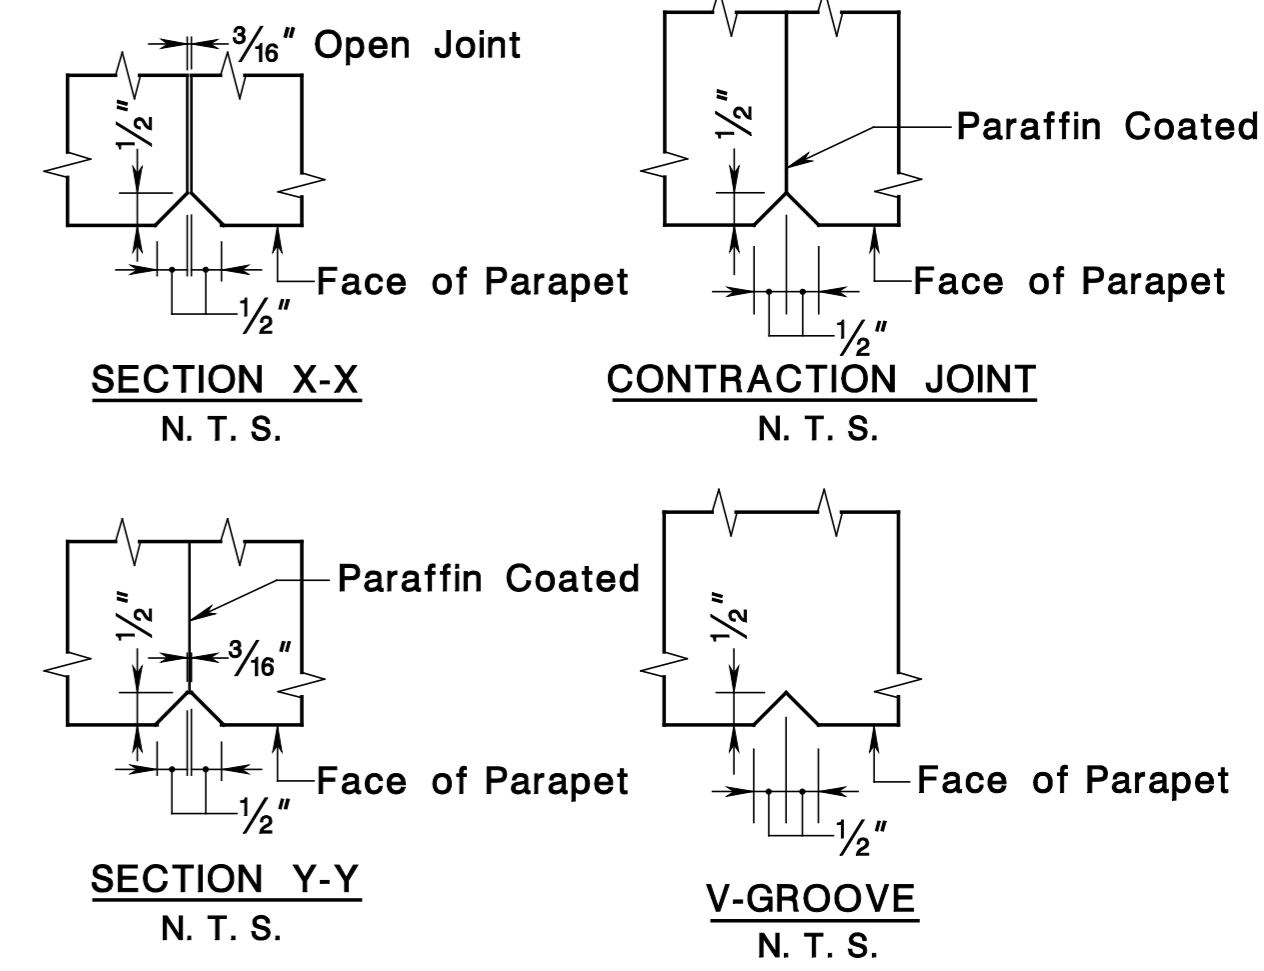 3/16" Open Joint
1/2"
Face of Parapet
1/2"
SECTION X-X
N. T. S.
1/2"
Paraffin Coated
Face of Parapet
1/2"
CONTRACTION JOINT
N. T. S.
Paraffin Coated
1/2"
3/16"
Face of Parapet
1/2"
SECTION Y-Y
N. T. S.
1/2"
Face of Parapet
1/2"
V-GROOVE
N. T. S.